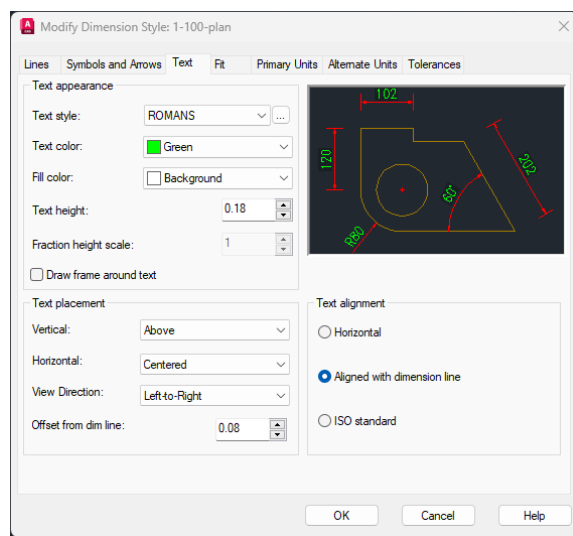 A
CAD
Modify Dimension Style: 1-100-plan
Lines Symbols and Arrows Text Fit Primary Units Alternate Units Tolerances
Text appearance
Text style: ROMANS ...
Text color: Green
Fill color: Background
Text height: 0.18
Fraction height scale: 1
Draw frame around text
102
120
202
60°
R80
Text placement
Vertical: Above
Horizontal: Centered
View Direction: Left-to-Right
Offset from dim line: 0.08
Text alignment
Horizontal
Aligned with dimension line
ISO standard
OK Cancel Help